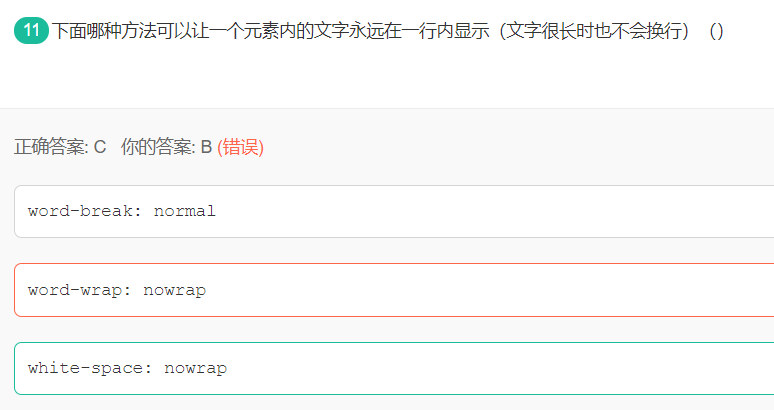 11 下面哪种方法可以让一个元素内的文字永远在一行内显示（文字很长时也不会换行）（）
正确答案: C 你的答案: B (错误)
word-break: normal
word-wrap: nowrap
white-space: nowrap